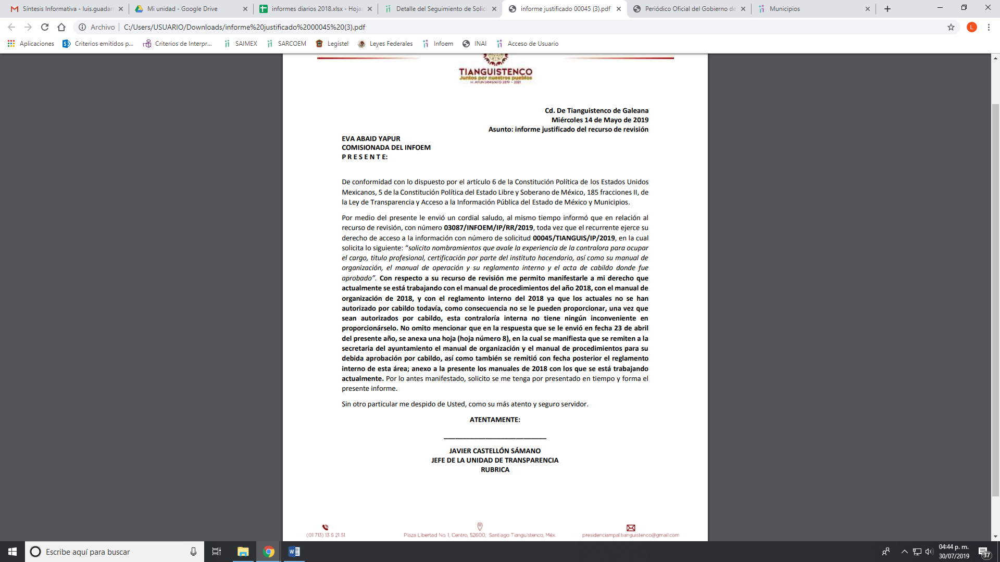 Síntesis Informativa - luis.guadar
Mi unidad - Google Drive
informes diarios 2018.xlsx - Hojas
Detalle del Seguimiento de Solici
informe justificado 00045 (3).pdf
Periódico Oficial del Gobierno de
Municipios
Archivo
C:/Users/USUARIO/Downloads/informe%20justificado%2000045%20(3).pdf
L
Aplicaciones
Criterios emitidos p...
Criterios de Interpr...
SAIMEX
SARCOEM
Legistel
Leyes Federales
Infoem
INAI
Acceso de Usuario
TIANGUISTENCO
Juntos por nuestros pueblos
H. AYUNTAMIENTO 2019 - 2021
Cd. De Tianguistenco de Galeana
Miércoles 14 de Mayo de 2019
Asunto: informe justificado del recurso de revisión
EVA ABAID YAPUR
COMISIONADA DEL INFOEM
P R E S E N T E:
De conformidad con lo dispuesto por el artículo 6 de la Constitución Política de los Estados Unidos
Mexicanos, 5 de la Constitución Política del Estado Libre y Soberano de México, 185 fracciones II, de
la Ley de Transparencia y Acceso a la Información Pública del Estado de México y Municipios.
Por medio del presente le envió un cordial saludo, al mismo tiempo informó que en relación al
recurso de revisión, con número 03087/INFOEM/IP/RR/2019, toda vez que el recurrente ejerce su
derecho de acceso a la información con número de solicitud 00045/TIANGUIS/IP/2019, en la cual
solicita lo siguiente: “solicito nombramientos que avale la experiencia de la contralora para ocupar
el cargo, titulo profesional, certificación por parte del instituto hacendario, así como su manual de
organización, el manual de operación y su reglamento interno y el acta de cabildo donde fue
aprobado”. Con respecto a su recurso de revisión me permito manifestarle a mi derecho que
actualmente se está trabajando con el manual de procedimientos del año 2018, con el manual de
organización de 2018, y con el reglamento interno del 2018 ya que los actuales no se han
autorizado por cabildo todavía, como consecuencia no se le pueden proporcionar, una vez que
sean autorizados por cabildo, esta contraloría interna no tiene ningún inconveniente en
proporcionárselo. No omito mencionar que en la respuesta que se le envió en fecha 23 de abril
del presente año, se anexa una hoja (hoja número 8), en la cual se manifiesta que se remiten a la
secretaria del ayuntamiento el manual de organización y el manual de procedimientos para su
debida aprobación por cabildo, así como también se remitió con fecha posterior el reglamento
interno de esta área; anexo a la presente los manuales de 2018 con los que se está trabajando
actualmente. Por lo antes manifestado, solicito se me tenga por presentado en tiempo y forma el
presente informe.
Sin otro particular me despido de Usted, como su más atento y seguro servidor.
ATENTAMENTE:
JAVIER CASTELLÓN SÁMANO
JEFE DE LA UNIDAD DE TRANSPARENCIA
RUBRICA
(01 713) 13 5 21 51
Plaza Libertad No. 1, Centro, 52600, Santiago Tianguistenco, Méx.
presidenciampal.tianguistenco@gmail.com
Escribe aquí para buscar
04:44 p. m.
30/07/2019
37